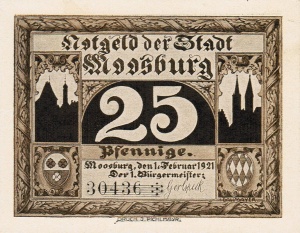 Notgeld der Stadt
Moosburg
25
Pfennige.
Moosburg, den 1. Februar 1921
Der 1. Bürgermeister:
30436